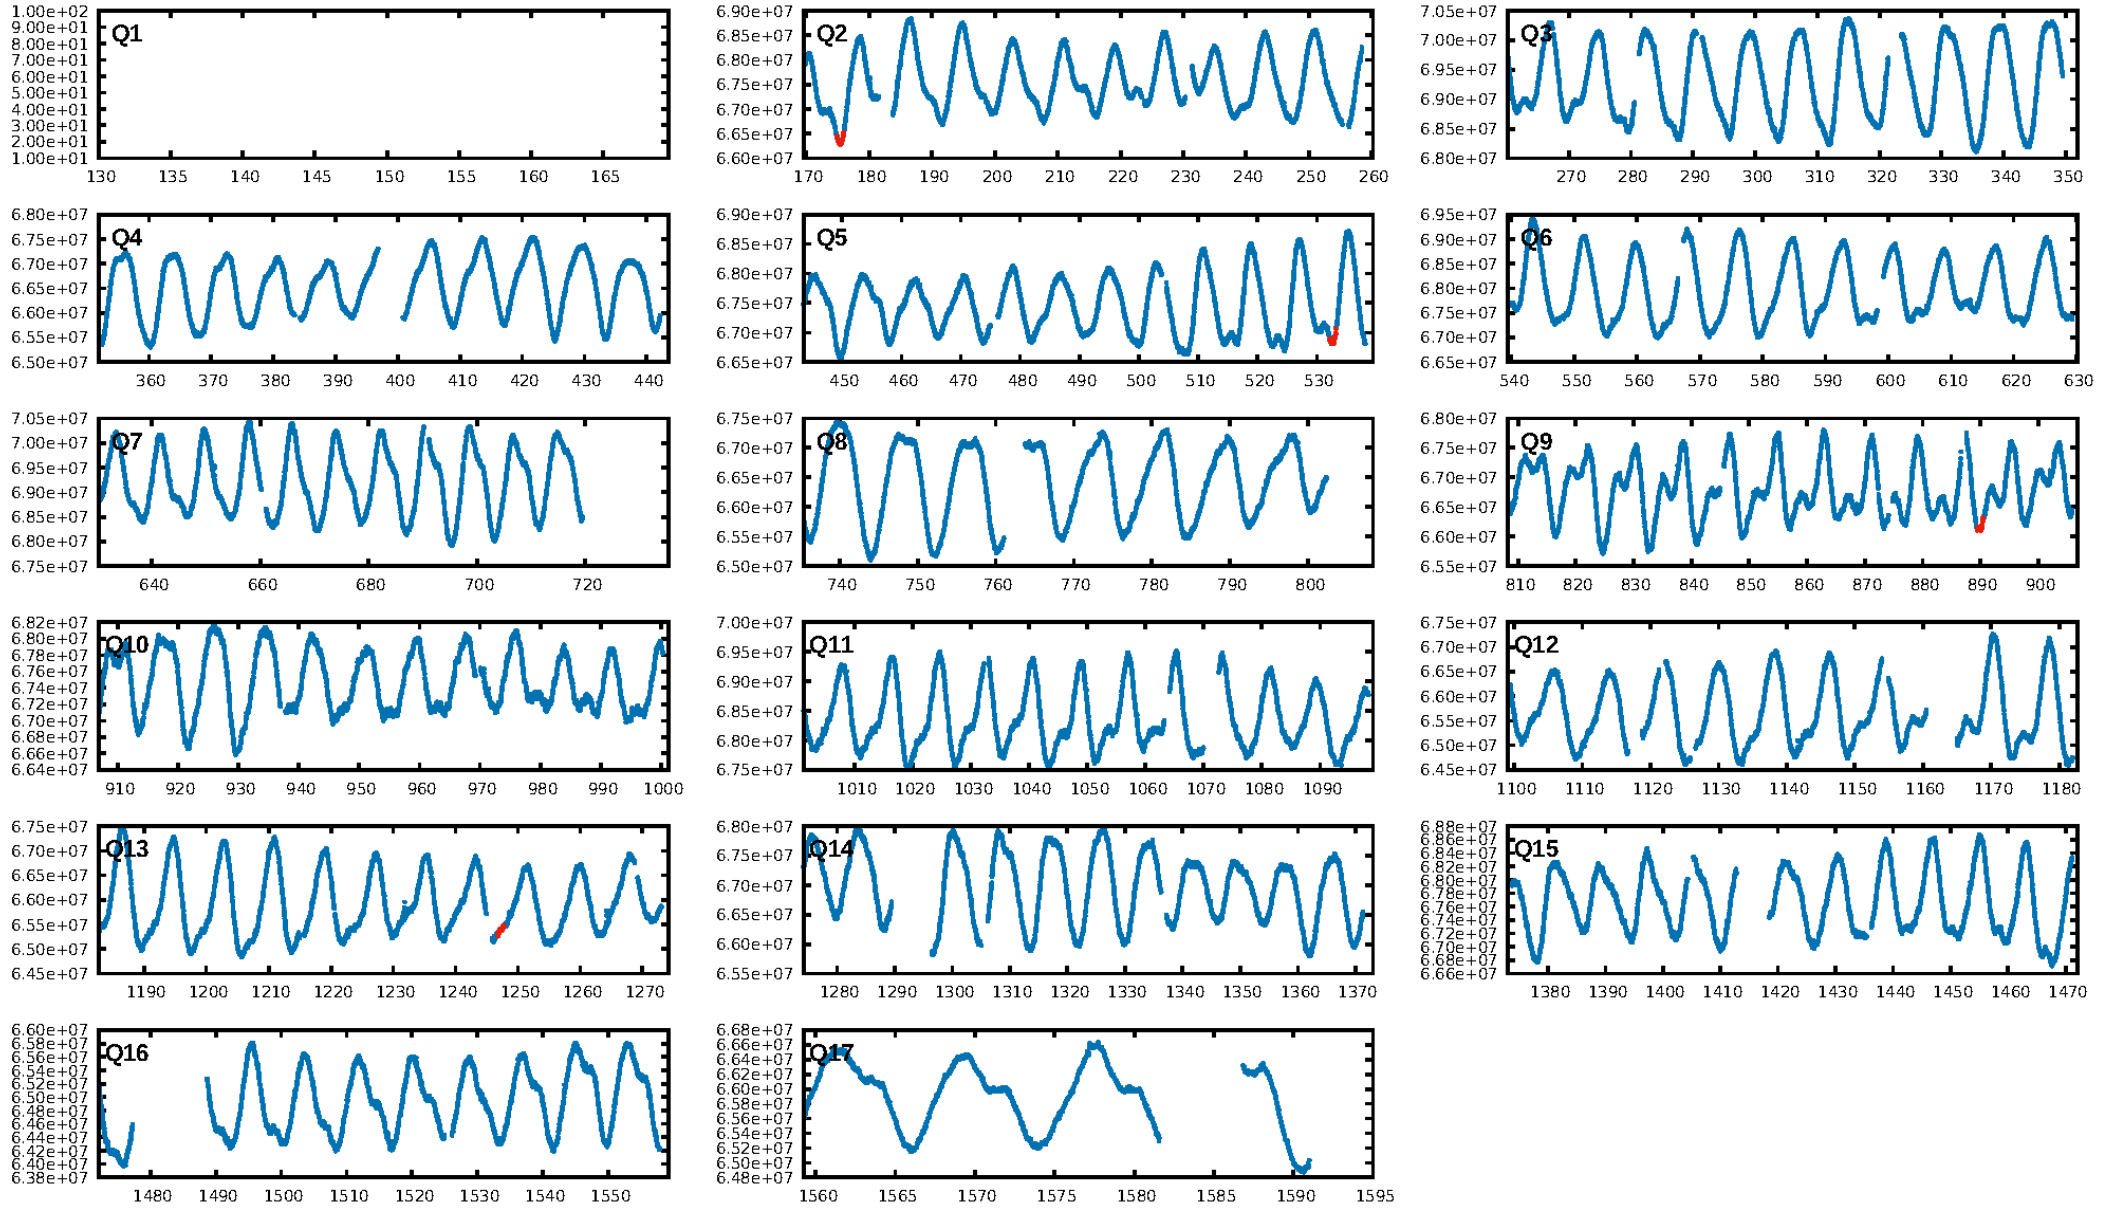 Q1
1.00e+02
9.00e+01
8.00e+01
7.00e+01
6.00e+01
5.00e+01
4.00e+01
3.00e+01
2.00e+01
1.00e+01
130 135 140 145 150 155 160 165
Q2
6.90e+07
6.85e+07
6.80e+07
6.75e+07
6.70e+07
6.65e+07
6.60e+07
170 180 190 200 210 220 230 240 250 260
Q3
7.05e+07
7.00e+07
6.95e+07
6.90e+07
6.85e+07
6.80e+07
270 280 290 300 310 320 330 340 350
Q4
6.80e+07
6.75e+07
6.70e+07
6.65e+07
6.60e+07
6.55e+07
6.50e+07
360 370 380 390 400 410 420 430 440
Q5
6.90e+07
6.85e+07
6.80e+07
6.75e+07
6.70e+07
6.65e+07
450 460 470 480 490 500 510 520 530
Q6
6.95e+07
6.90e+07
6.85e+07
6.80e+07
6.75e+07
6.70e+07
6.65e+07
540 550 560 570 580 590 600 610 620 630
Q7
7.05e+07
7.00e+07
6.95e+07
6.90e+07
6.85e+07
6.80e+07
6.75e+07
640 660 680 700 720
Q8
6.75e+07
6.70e+07
6.65e+07
6.60e+07
6.55e+07
6.50e+07
740 750 760 770 780 790 800
Q9
6.80e+07
6.75e+07
6.70e+07
6.65e+07
6.60e+07
6.55e+07
810 820 830 840 850 860 870 880 890 900
Q10
6.82e+07
6.80e+07
6.78e+07
6.76e+07
6.74e+07
6.72e+07
6.70e+07
6.68e+07
6.66e+07
6.64e+07
910 920 930 940 950 960 970 980 990 1000
Q11
7.00e+07
6.95e+07
6.90e+07
6.85e+07
6.80e+07
6.75e+07
1010 1020 1030 1040 1050 1060 1070 1080 1090
Q12
6.75e+07
6.70e+07
6.65e+07
6.60e+07
6.55e+07
6.50e+07
6.45e+07
1100 1110 1120 1130 1140 1150 1160 1170 1180
Q13
6.75e+07
6.70e+07
6.65e+07
6.60e+07
6.55e+07
6.50e+07
6.45e+07
1190 1200 1210 1220 1230 1240 1250 1260 1270
Q14
6.80e+07
6.75e+07
6.70e+07
6.65e+07
6.60e+07
6.55e+07
1280 1290 1300 1310 1320 1330 1340 1350 1360 1370
Q15
6.88e+07
6.86e+07
6.84e+07
6.82e+07
6.80e+07
6.78e+07
6.76e+07
6.74e+07
6.72e+07
6.70e+07
6.68e+07
6.66e+07
1380 1390 1400 1410 1420 1430 1440 1450 1460 1470
Q16
6.60e+07
6.58e+07
6.56e+07
6.54e+07
6.52e+07
6.50e+07
6.48e+07
6.46e+07
6.44e+07
6.42e+07
6.40e+07
6.38e+07
1480 1490 1500 1510 1520 1530 1540 1550
Q17
6.68e+07
6.66e+07
6.64e+07
6.62e+07
6.60e+07
6.58e+07
6.56e+07
6.54e+07
6.52e+07
6.50e+07
6.48e+07
1560 1565 1570 1575 1580 1585 1590 1595